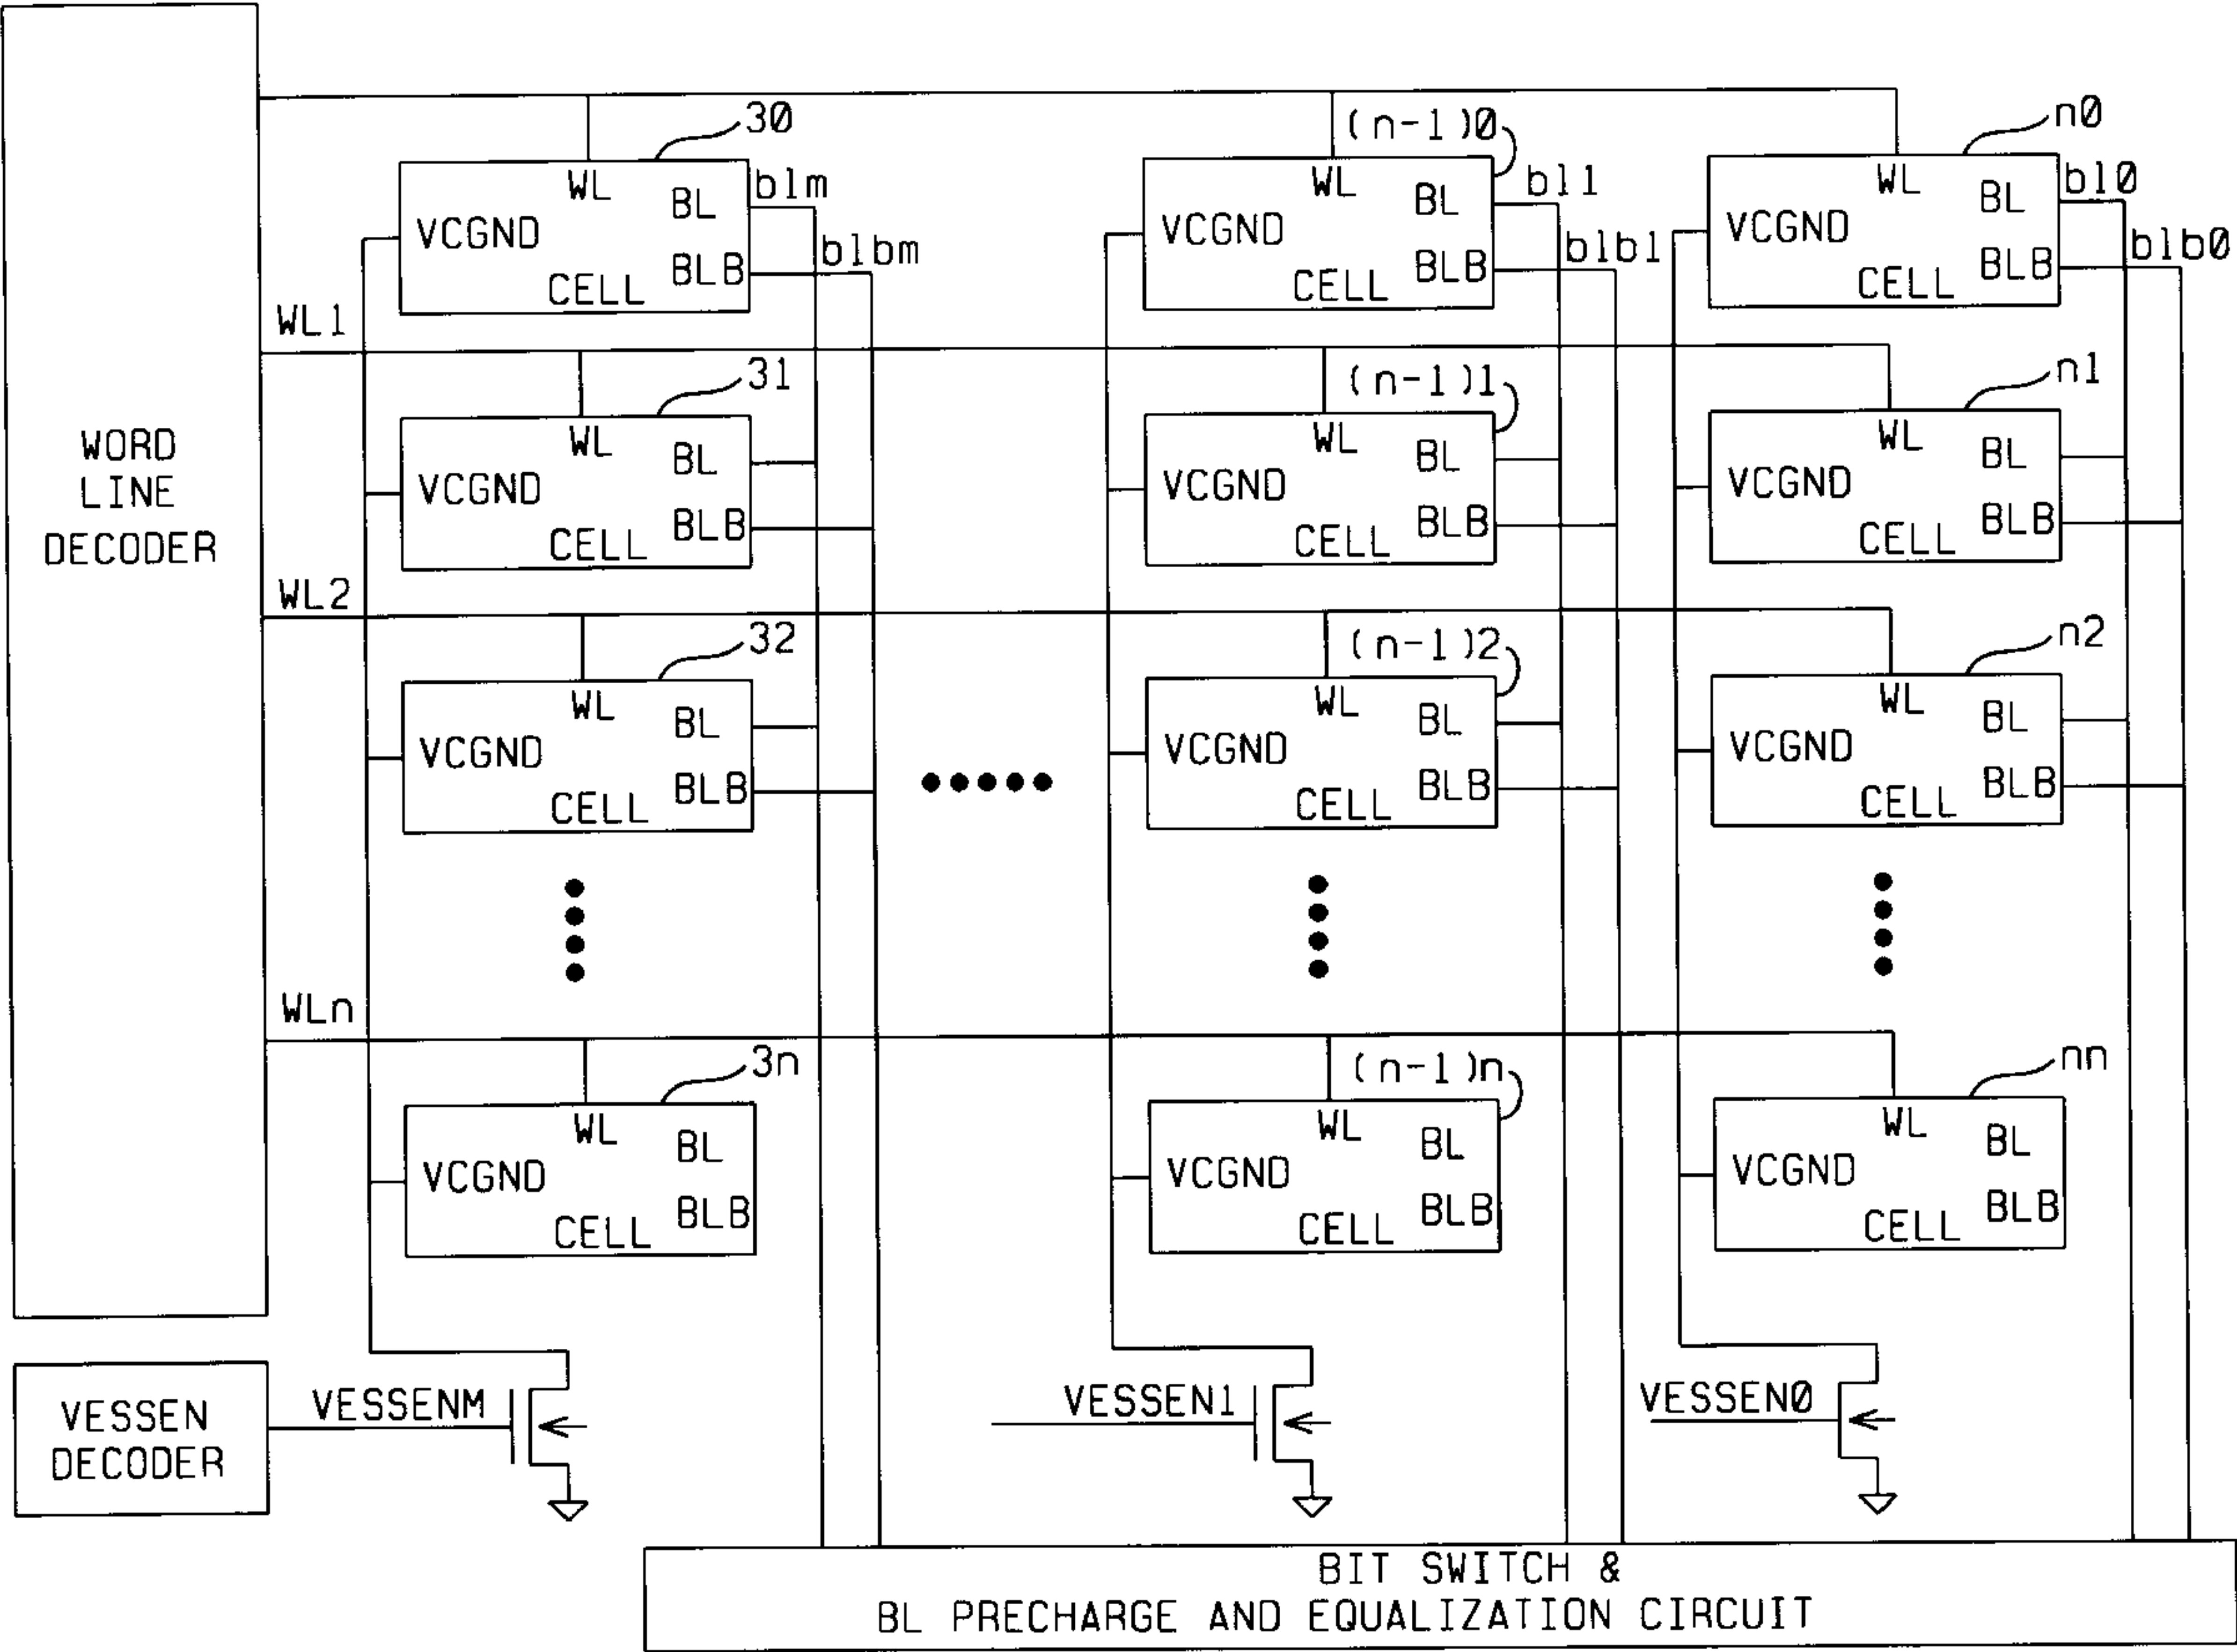 30
(n-1)0
n0
WL
BL
blm
VCGND
BLB
blbm
CELL
WL
BL
bl1
VCGND
BLB
blb1
CELL
WL
BL
bl0
VCGND
BLB
blb0
CELL
WL1
31
(n-1)1
n1
WORD
LINE
DECODER
WL
BL
VCGND
BLB
CELL
WL
BL
VCGND
BLB
CELL
WL
BL
VCGND
BLB
CELL
WL2
32
(n-1)2
n2
WL
BL
VCGND
BLB
CELL
WL
BL
VCGND
BLB
CELL
WL
BL
VCGND
BLB
CELL
WLn
3n
(n-1)n
nn
WL
BL
VCGND
BLB
CELL
WL
BL
VCGND
BLB
CELL
WL
BL
VCGND
BLB
CELL
VESSEN
DECODER
VESSENM
VESSEN1
VESSEN0
BIT SWITCH &
BL PRECHARGE AND EQUALIZATION CIRCUIT